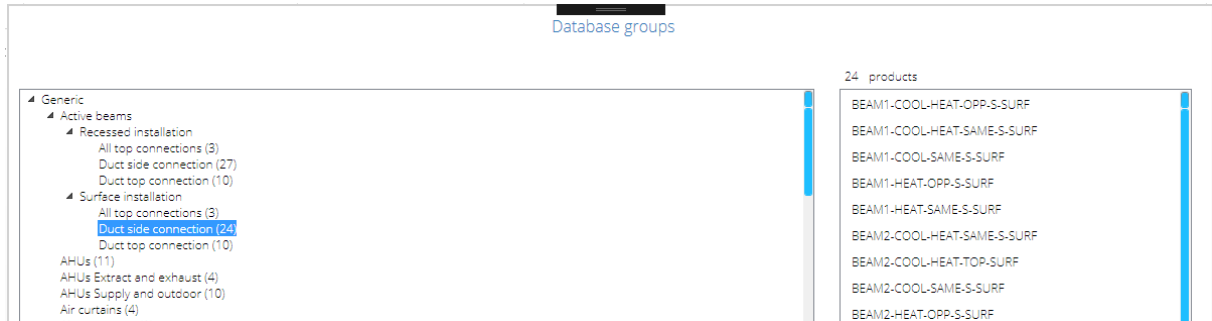 Database groups
24 products
Generic
Active beams
Recessed installation
All top connections (3)
Duct side connection (27)
Duct top connection (10)
Surface installation
All top connections (3)
Duct side connection (24)
Duct top connection (10)
AHUs (11)
AHUs Extract and exhaust (4)
AHUs Supply and outdoor (10)
Air curtains (4)
BEAM1-COOL-HEAT-OPP-S-SURF
BEAM1-COOL-HEAT-SAME-S-SURF
BEAM1-COOL-SAME-S-SURF
BEAM1-HEAT-OPP-S-SURF
BEAM1-HEAT-SAME-S-SURF
BEAM2-COOL-HEAT-SAME-S-SURF
BEAM2-COOL-HEAT-TOP-SURF
BEAM2-COOL-SAME-S-SURF
BEAM2-HEAT-OPP-S-SURF